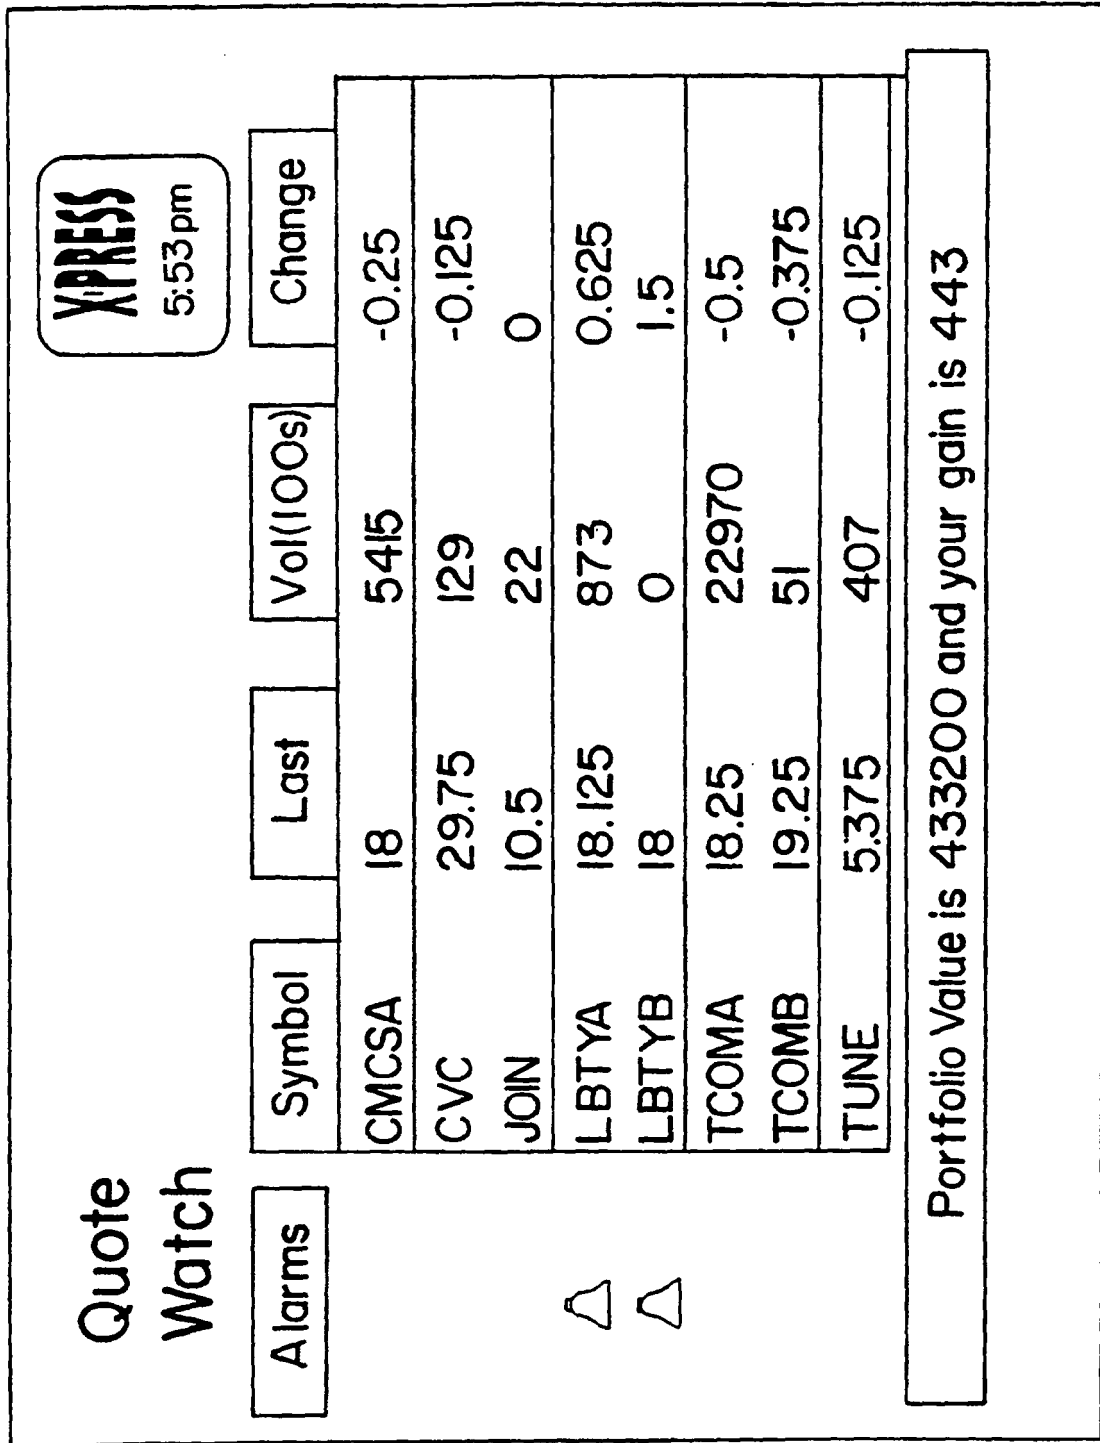 Quote
Watch
X·PRESS
5:53pm
Alarms Symbol Last Vol(100s) Change
CMCSA 18 5415 -0.25
CVC 29.75 129 -0.125
JOIN 10.5 22 0
LBTYA 18.125 873 0.625
LBTYB 18 0 1.5
TCOMA 18.25 22970 -0.5
TCOMB 19.25 51 -0.375
TUNE 5.375 407 -0.125
Portfolio Value is 433200 and your gain is 443